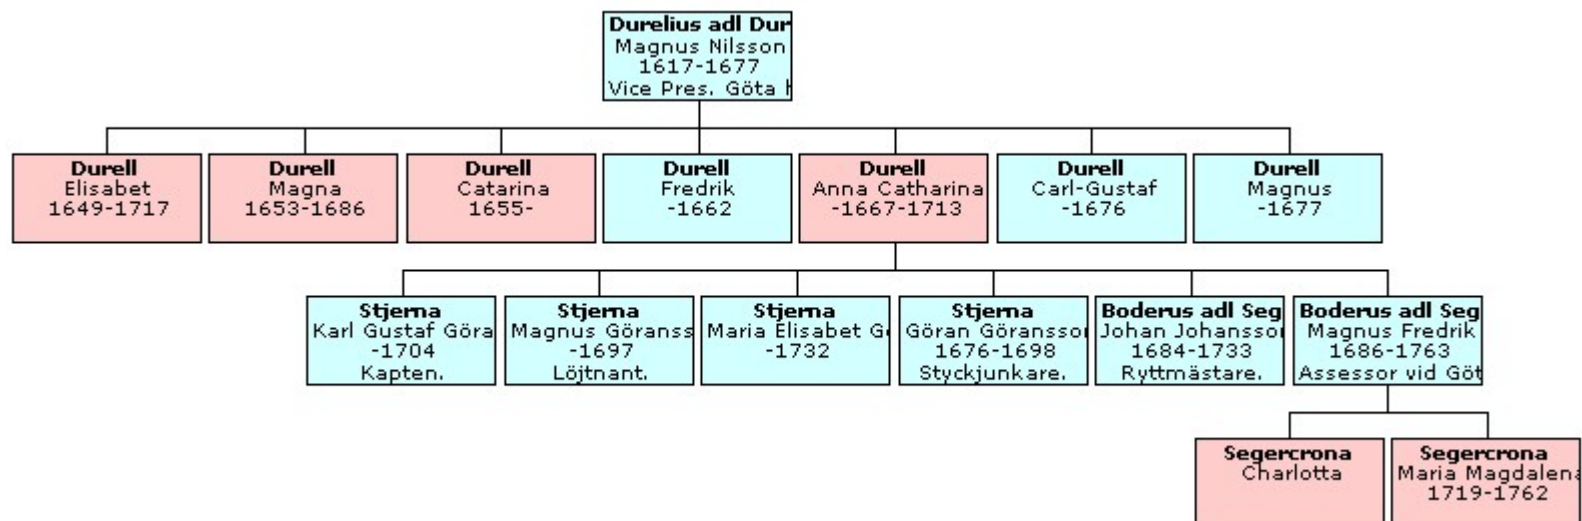 Durelius adl Dur
Magnus Nilsson
1617-1677
Vice Pres. Göta h
Durell
Elisabet
1649-1717
Durell
Magna
1653-1686
Durell
Catarina
1655-
Durell
Fredrik
-1662
Durell
Anna Catharina
-1667-1713
Durell
Carl-Gustaf
-1676
Durell
Magnus
-1677
Stjerna
Karl Gustaf Göra
-1704
Kapten.
Stjerna
Magnus Göranss
-1697
Löjtnant.
Stjerna
Maria Elisabet G
-1732
Stjerna
Göran Göransso
1676-1698
Styckjunkare.
Boderus adl Seg
Johan Johansso
1684-1733
Ryttmästare.
Boderus adl Seg
Magnus Fredrik
1686-1763
Assessor vid Göt
Segercrona
Charlotta
Segercrona
Maria Magdalena
1719-1762